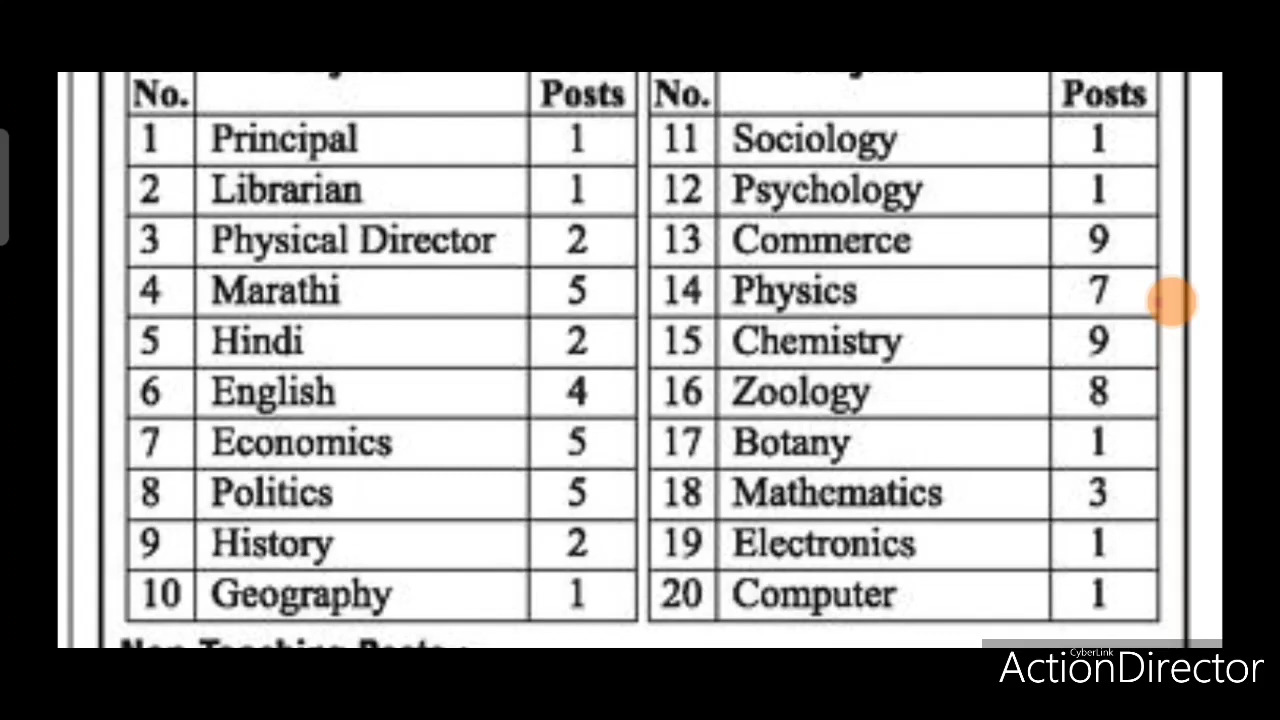 No. Posts No. Posts
1 Principal 1 11 Sociology 1
2 Librarian 1 12 Psychology 1
3 Physical Director 2 13 Commerce 9
4 Marathi 5 14 Physics 7
5 Hindi 2 15 Chemistry 9
6 English 4 16 Zoology 8
7 Economics 5 17 Botany 1
8 Politics 5 18 Mathematics 3
9 History 2 19 Electronics 1
10 Geography 1 20 Computer 1
Non-Teaching Posts :
CyberLink
ActionDirector